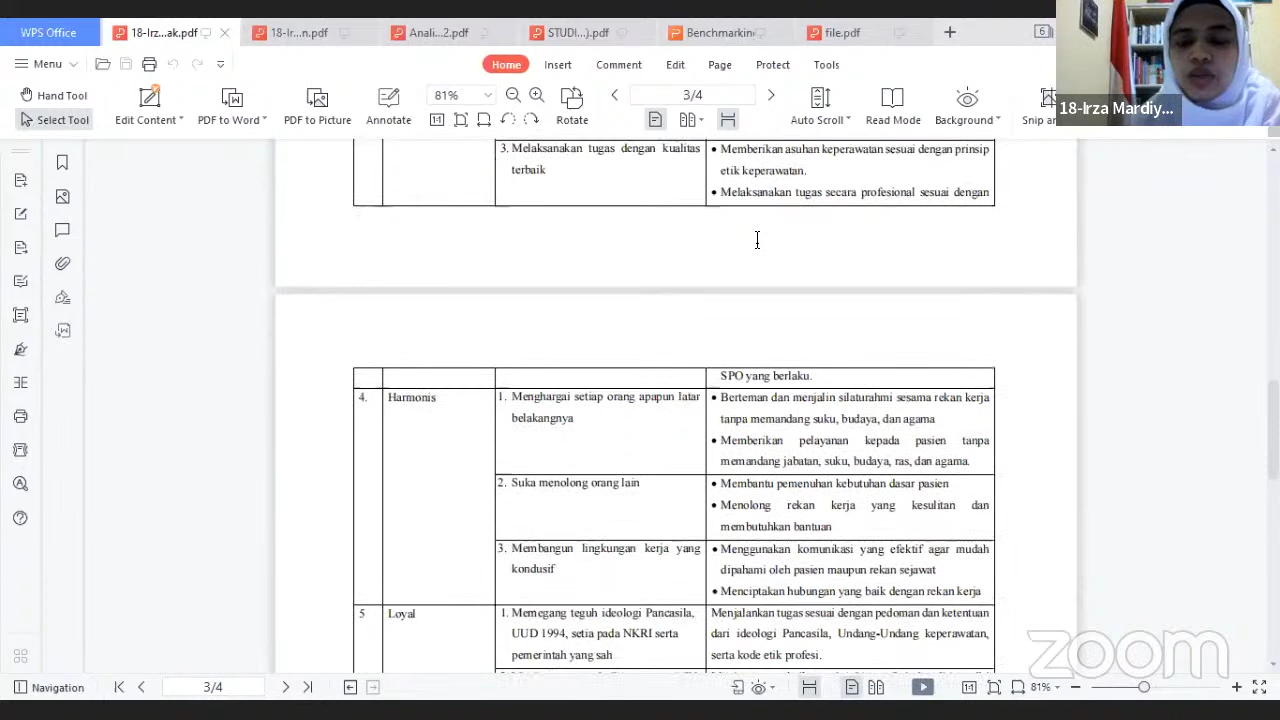 WPS Office
18-Irz...ak.pdf
18-Ir...n.pdf
Anali...2.pdf
STUDI...).pdf
Benchmarkin
file.pdf
6
Menu
Home
Insert
Comment
Edit
Page
Protect
Tools
Hand Tool
Select Tool
Edit Content
PDF to Word
PDF to Picture
Annotate
81%
Rotate
3/4
Auto Scroll
Read Mode
Background
Snip an
18-Irza Mardiy...
3. Melaksanakan tugas dengan kualitas
terbaik
• Memberikan asuhan keperawatan sesuai dengan prinsip
etik keperawatan.
• Melaksanakan tugas secara profesional sesuai dengan
SPO yang berlaku.
4. Harmonis
1. Menghargai setiap orang apapun latar
belakangnya
• Berteman dan menjalin silaturahmi sesama rekan kerja
tanpa memandang suku, budaya, dan agama
• Memberikan pelayanan kepada pasien tanpa
memandang jabatan, suku, budaya, ras, dan agama.
2. Suka menolong orang lain
• Membantu pemenuhan kebutuhan dasar pasien
• Menolong rekan kerja yang kesulitan dan
membutuhkan bantuan
3. Membangun lingkungan kerja yang
kondusif
• Menggunakan komunikasi yang efektif agar mudah
dipahami oleh pasien maupun rekan sejawat
• Menciptakan hubungan yang baik dengan rekan kerja
5 Loyal
1. Memegang teguh ideologi Pancasila,
UUD 1994, setia pada NKRI serta
pemerintah yang sah
Menjalankan tugas sesuai dengan pedoman dan ketentuan
dari ideologi Pancasila, Undang-Undang keperawatan,
serta kode etik profesi.
zoom
Navigation
3/4
81%